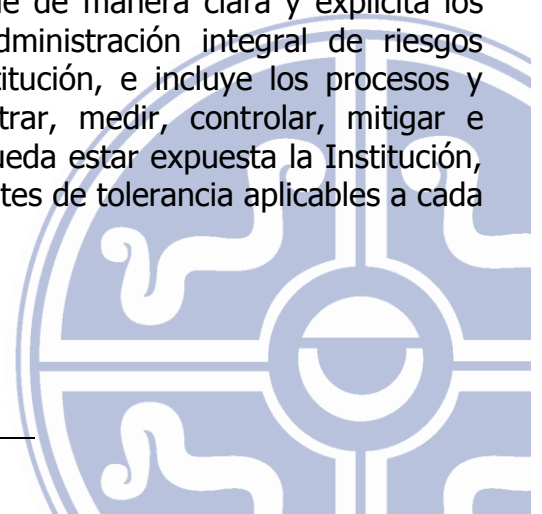 de manera clara y explícita los
dministración integral de riesgos
titución, e incluye los procesos y
trar, medir, controlar, mitigar e
ueda estar expuesta la Institución,
tes de tolerancia aplicables a cada